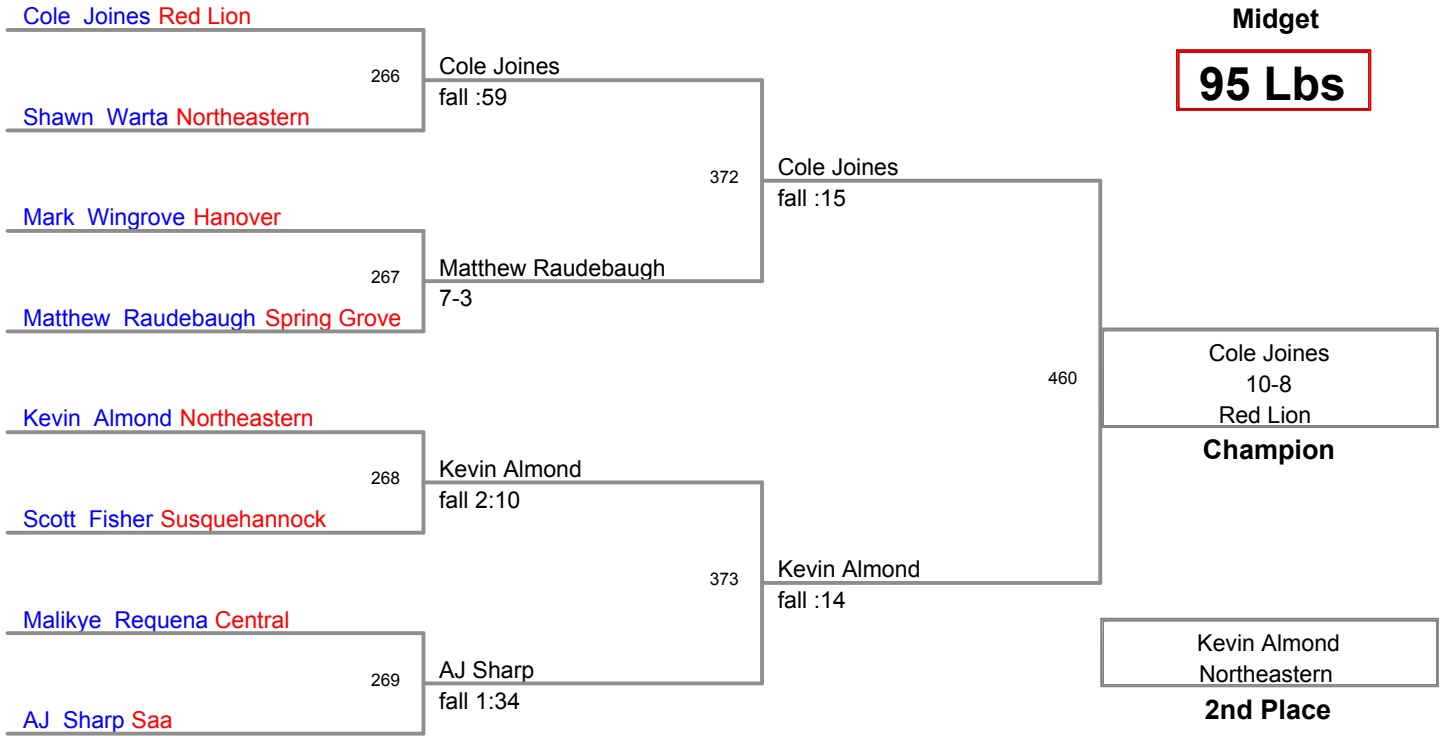 Cole Joines Red Lion
Midget
95 Lbs
266
Cole Joines
fall :59
Shawn Warta Northeastern
372
Cole Joines
fall :15
Mark Wingrove Hanover
267
Matthew Raudebaugh
7-3
Matthew Raudebaugh Spring Grove
460
Cole Joines
10-8
Red Lion
Champion
Kevin Almond Northeastern
268
Kevin Almond
fall 2:10
Scott Fisher Susquehannock
373
Kevin Almond
fall :14
Malikye Requena Central
269
AJ Sharp
fall 1:34
AJ Sharp Saa
Kevin Almond
Northeastern
2nd Place